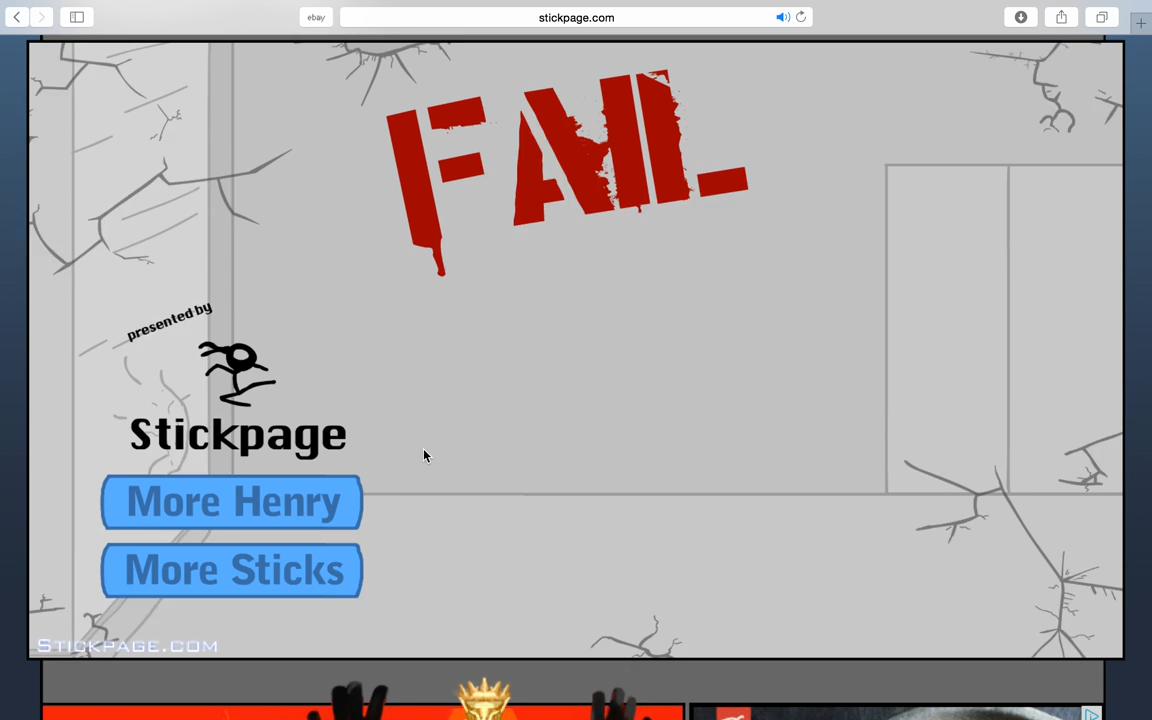 ebay
stickpage.com
FAIL
presented by
Stickpage
More Henry
More Sticks
STICKPAGE.COM